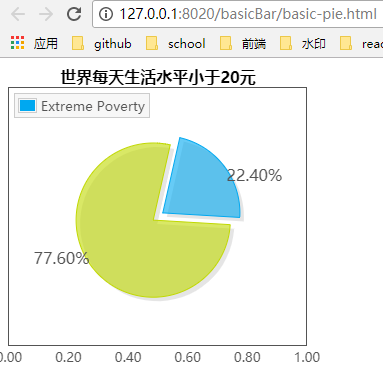 127.0.0.1:8020/basicBar/basic-pie.html
应用 github school 前端 水印 read
世界每天生活水平小于20元
Extreme Poverty
22.40%
77.60%
0.00 0.20 0.40 0.60 0.80 1.00